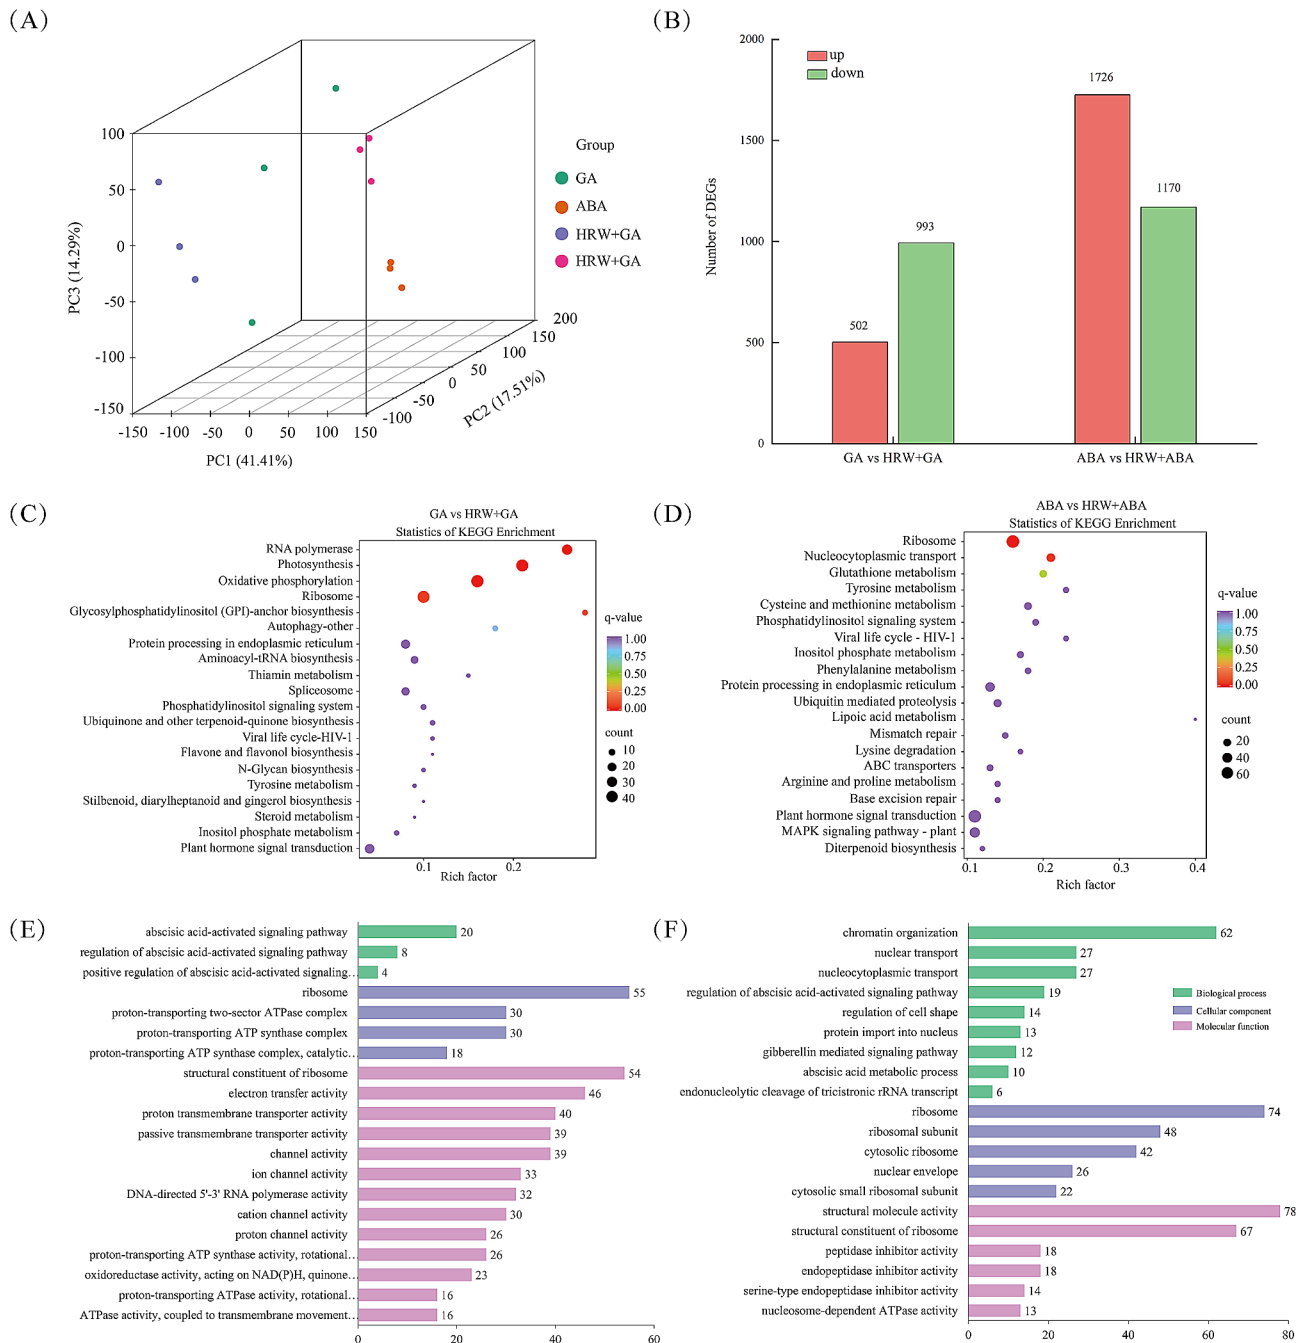 (A)
100
50
0
-50
-100
-150
PC3 (14.29%)
-150 -100 -50 0 50 100 150
PC1 (41.41%)
-100 -50 0 50 100 150 200
PC2 (17.51%)
Group
GA
ABA
HRW+GA
HRW+GA
(B)
2000
1500
1000
500
0
Number of DEGs
up
down
502
993
1726
1170
GA vs HRW+GA
ABA vs HRW+ABA
(C)
GA vs HRW+GA
Statistics of KEGG Enrichment
RNA polymerase
Photosynthesis
Oxidative phosphorylation
Ribosome
Glycosylphosphatidylinositol (GPI)-anchor biosynthesis
Autophagy-other
Protein processing in endoplasmic reticulum
Aminoacyl-tRNA biosynthesis
Thiamin metabolism
Spliceosome
Phosphatidylinositol signaling system
Ubiquinone and other terpenoid-quinone biosynthesis
Viral life cycle-HIV-1
Flavone and flavonol biosynthesis
N-Glycan biosynthesis
Tyrosine metabolism
Stilbenoid, diarylheptanoid and gingerol biosynthesis
Steroid metabolism
Inositol phosphate metabolism
Plant hormone signal transduction
0.1 0.2
Rich factor
q-value
1.00
0.75
0.50
0.25
0.00
count
10
20
30
40
(D)
ABA vs HRW+ABA
Statistics of KEGG Enrichment
Ribosome
Nucleocytoplasmic transport
Glutathione metabolism
Tyrosine metabolism
Cysteine and methionine metabolism
Phosphatidylinositol signaling system
Viral life cycle - HIV-1
Inositol phosphate metabolism
Phenylalanine metabolism
Protein processing in endoplasmic reticulum
Ubiquitin mediated proteolysis
Lipoic acid metabolism
Mismatch repair
Lysine degradation
ABC transporters
Arginine and proline metabolism
Base excision repair
Plant hormone signal transduction
MAPK signaling pathway - plant
Diterpenoid biosynthesis
0.1 0.2 0.3 0.4
Rich factor
q-value
1.00
0.75
0.50
0.25
0.00
count
20
40
60
(E)
abscisic acid-activated signaling pathway 20
regulation of abscisic acid-activated signaling pathway 8
positive regulation of abscisic acid-activated signaling... 4
ribosome 55
proton-transporting two-sector ATPase complex 30
proton-transporting ATP synthase complex 30
proton-transporting ATP synthase complex, catalytic... 18
structural constituent of ribosome 54
electron transfer activity 46
proton transmembrane transporter activity 40
passive transmembrane transporter activity 39
channel activity 39
ion channel activity 33
DNA-directed 5'-3' RNA polymerase activity 32
cation channel activity 30
proton channel activity 26
proton-transporting ATP synthase activity, rotational... 26
oxidoreductase activity, acting on NAD(P)H, quinone... 23
proton-transporting ATPase activity, rotational... 16
ATPase activity, coupled to transmembrane movement... 16
0 20 40 60
(F)
chromatin organization 62
nuclear transport 27
nucleocytoplasmic transport 27
regulation of abscisic acid-activated signaling pathway 19
regulation of cell shape 14
protein import into nucleus 13
gibberellin mediated signaling pathway 12
abscisic acid metabolic process 10
endonucleolytic cleavage of tricistronic rRNA transcript 6
ribosome 74
ribosomal subunit 48
cytosolic ribosome 42
nuclear envelope 26
cytosolic small ribosomal subunit 22
structural molecule activity 78
structural constituent of ribosome 67
peptidase inhibitor activity 18
endopeptidase inhibitor activity 18
serine-type endopeptidase inhibitor activity 14
nucleosome-dependent ATPase activity 13
0 20 40 60 80
Biological process
Cellular component
Molecular function